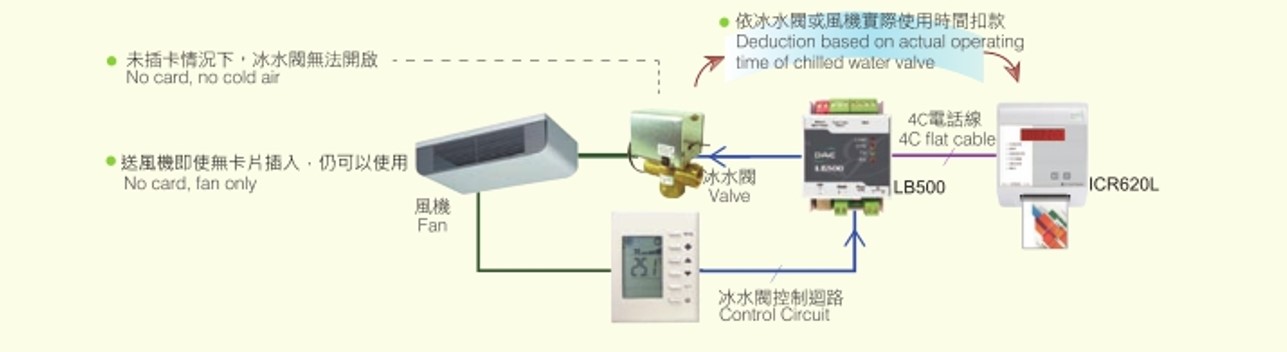 依冰水閥或風機實際使用時間扣款
Deduction based on actual operating
time of chilled water valve
未插卡情況下，冰水閥無法開啟
No card, no cold air
送風機即使無卡片插入，仍可以使用
No card, fan only
風機
Fan
冰水閥
Valve
LB500
LB500
4C電話線
4C flat cable
ICR620L
251
冰水閥控制迴路
Control Circuit